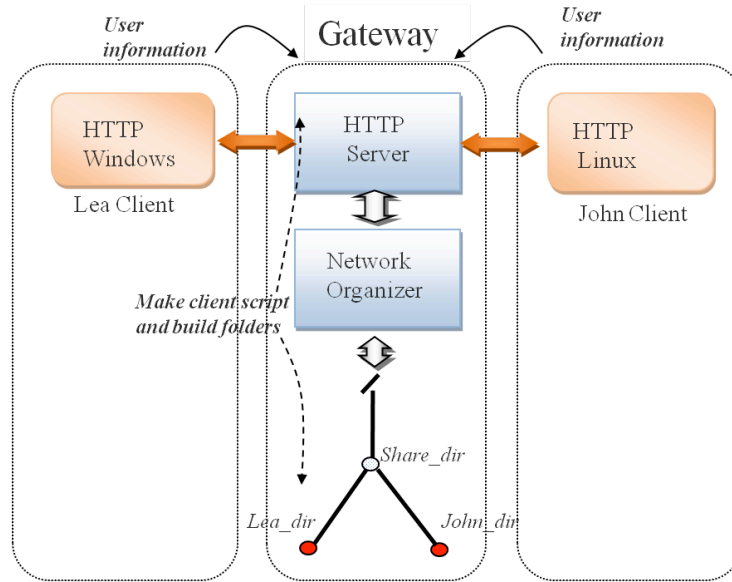 User
information
Gateway
User
information
HTTP
Windows
HTTP
Server
HTTP
Linux
Lea Client
John Client
Network
Organizer
Make client script
and build folders
/
Share_dir
Lea_dir
John_dir